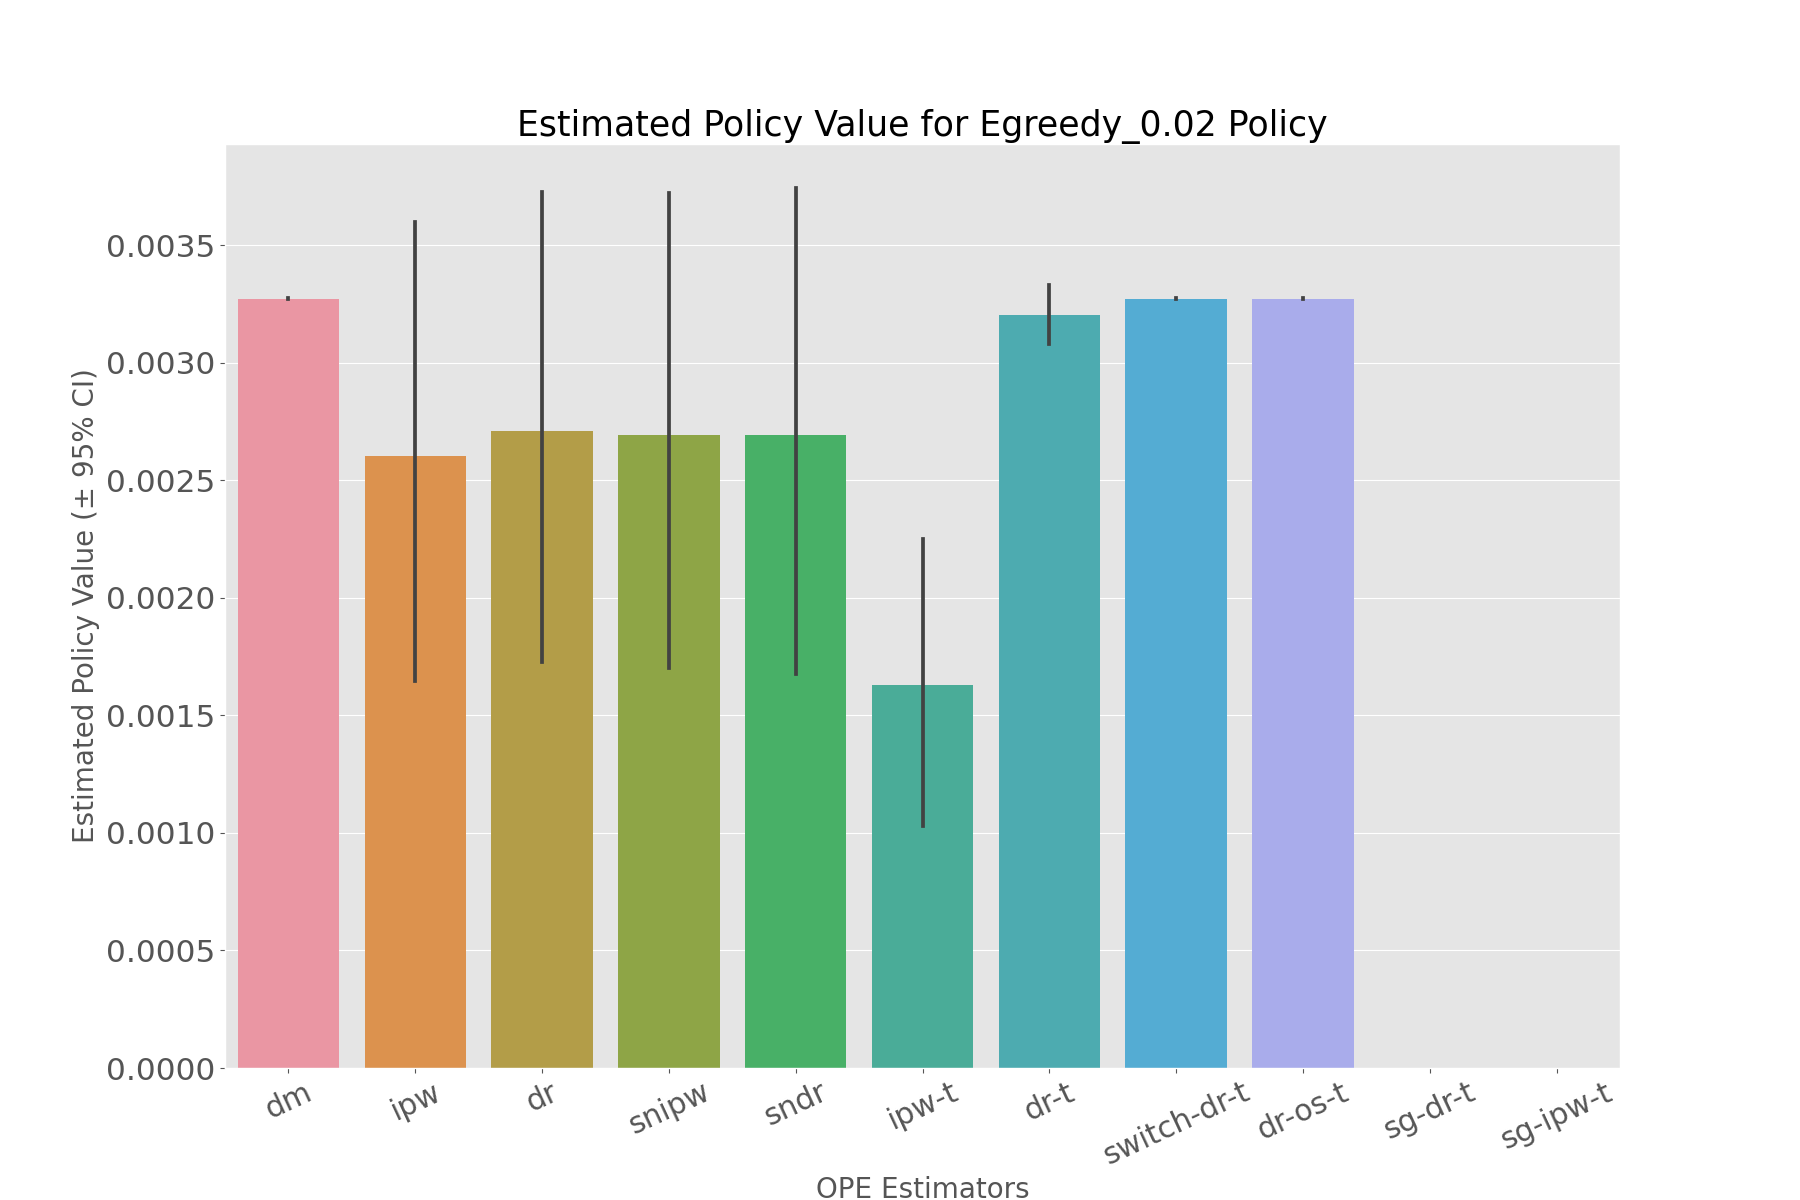 Estimated Policy Value for Egreedy_0.02 Policy
Estimated Policy Value (± 95% CI)
0.0035
0.0030
0.0025
0.0020
0.0015
0.0010
0.0005
0.0000
dm
ipw
dr
snipw
sndr
ipw-t
dr-t
switch-dr-t
dr-os-t
sg-dr-t
sg-ipw-t
OPE Estimators